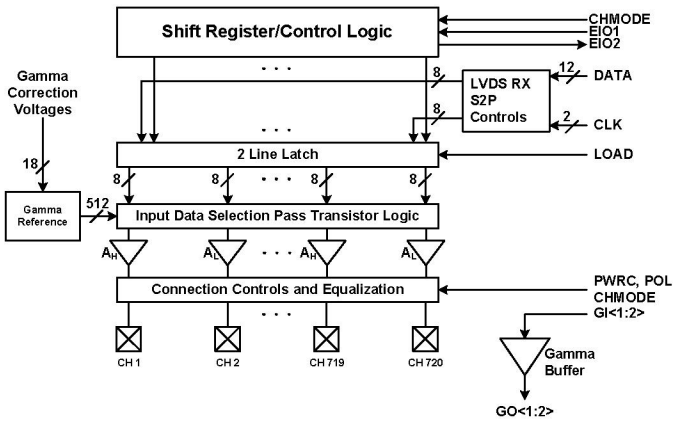 Shift Register/Control Logic
CHMODE
EIO1
EIO2
Gamma
Correction
Voltages
. . .
8
8
LVDS RX
S2P
Controls
12
DATA
2
CLK
. . .
2 Line Latch
LOAD
18
8
8
. . .
8
8
Gamma
Reference
512
Input Data Selection Pass Transistor Logic
AH
AL
. . .
AH
AL
Connection Controls and Equalization
PWRC, POL
CHMODE
GI<1:2>
. . .
CH 1
CH 2
CH 719
CH 720
Gamma
Buffer
GO<1:2>